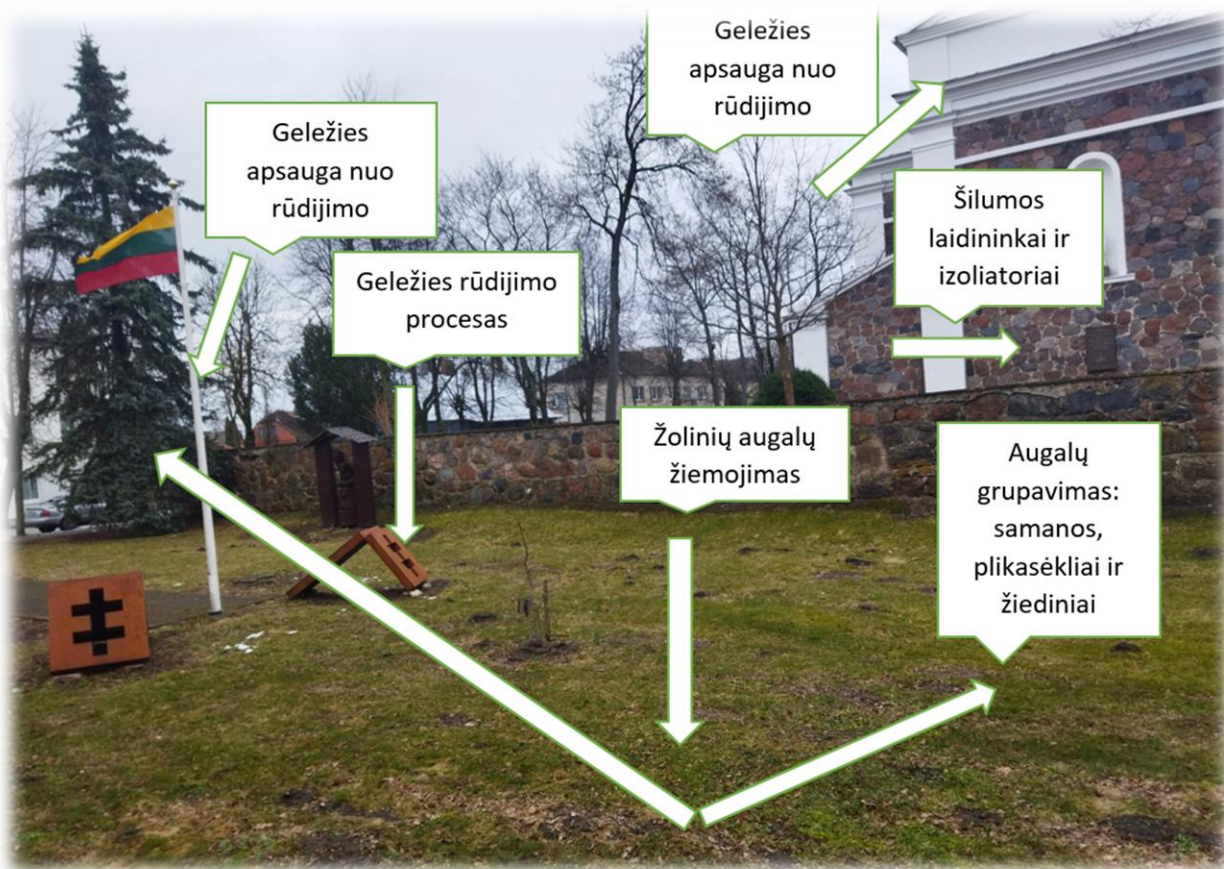 Geležies
apsauga nuo
rūdijimo
Geležies
apsauga nuo
rūdijimo
Geležies rūdijimo
procesas
Šilumos
laidininkai ir
izoliatoriai
Žolinių augalų
žiemojimas
Augalų
grupavimas:
samanos,
plikasėkliai ir
žiediniai